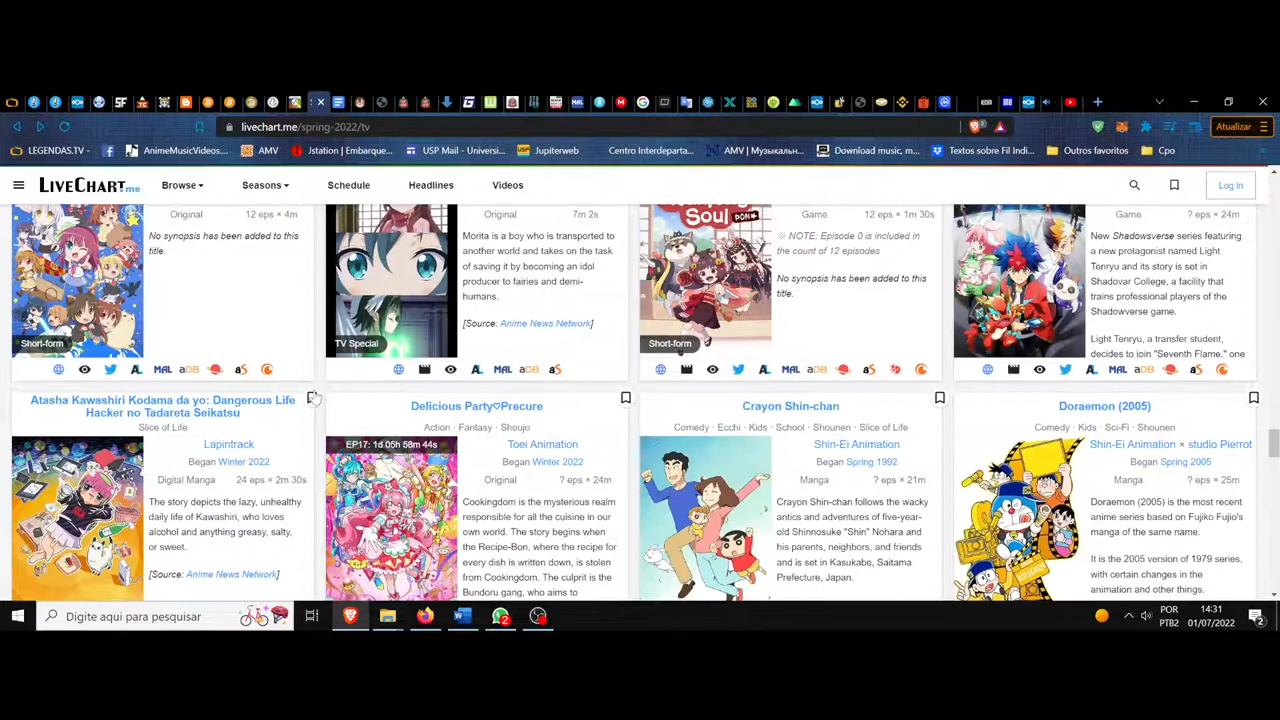 livechart.me/spring-2022/tv
Atualizar
LEGENDAS.TV
AnimeMusicVideos...
AMV
Jstation | Embarque...
USP Mail - Universi...
Jupiterweb
Centro Interdeparta...
AMV | Музыкальн...
Download music, m...
Textos sobre Fil Indi...
Outros favoritos
Cpo
LIVECHART.me
Browse
Seasons
Schedule
Headlines
Videos
Log in
Original
12 eps × 4m
No synopsis has been added to this
title.
Short-form
Original
7m 2s
Morita is a boy who is transported to
another world and takes on the task
of saving it by becoming an idol
producer to fairies and demi-
humans.
[Source: Anime News Network]
TV Special
Soul PON★
Game
12 eps × 1m 30s
※ NOTE: Episode 0 is included in
the count of 12 episodes
No synopsis has been added to this
title.
Short-form
Game
? eps × 24m
New Shadowsverse series featuring
a new protagonist named Light
Tenryu and its story is set in
Shadovar College, a facility that
trains professional players of the
Shadowverse game.
Light Tenryu, a transfer student,
decides to join "Seventh Flame," one
MAL
aDB
aS
MAL
aDB
aS
MAL
aDB
aS
MAL
aDB
aS
Atasha Kawashiri Kodama da yo: Dangerous Life
Hacker no Tadareta Seikatsu
Slice of Life
Lapintrack
Began Winter 2022
Digital Manga
24 eps × 2m 30s
The story depicts the lazy, unhealthy
daily life of Kawashiri, who loves
alcohol and anything greasy, salty,
or sweet.
[Source: Anime News Network]
Delicious Party♡Precure
Action · Fantasy · Shoujo
EP17: 1d 05h 58m 44s
Toei Animation
Began Winter 2022
Original
? eps × 24m
Cookingdom is the mysterious realm
responsible for all the cuisine in our
own world. The story begins when
the Recipe-Bon, where the recipe for
every dish is written down, is stolen
from Cookingdom. The culprit is the
Bundoru gang, who aims to
Crayon Shin-chan
Comedy · Ecchi · Kids · School · Shounen · Slice of Life
Shin-Ei Animation
Began Spring 1992
Manga
? eps × 21m
Crayon Shin-chan follows the wacky
antics and adventures of five-year-
old Shinnosuke "Shin" Nohara and
his parents, neighbors, and friends
and is set in Kasukabe, Saitama
Prefecture, Japan.
Doraemon (2005)
Comedy · Kids · Sci-Fi · Shounen
Shin-Ei Animation × studio Pierrot
Began Spring 2005
Manga
? eps × 25m
Doraemon (2005) is the most recent
anime series based on Fujiko Fujio's
manga of the same name.
It is the 2005 version of 1979 series,
with certain changes in the
animation and other things.
Digite aqui para pesquisar
POR
PTB2
14:31
01/07/2022